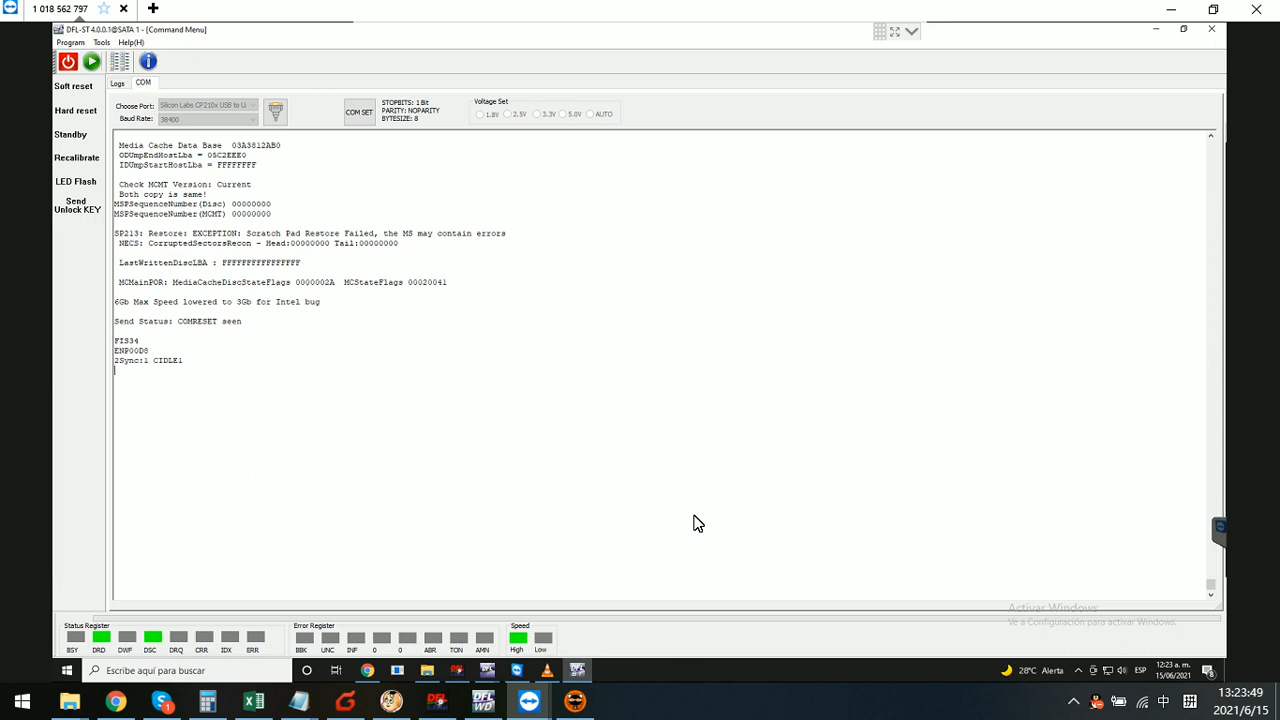 1 018 562 797
DFL-ST 4.0.0.1@SATA 1 - [Command Menu]
Program Tools Help(H)
Soft reset
Hard reset
Standby
Recalibrate
LED Flash
Send
Unlock KEY
Logs COM
Choose Port: Silicon Labs CP210x USB to U
Baud Rate: 38400
COM SET
STOPBITS: 1 Bit
PARITY: NOPARITY
BYTESIZE: 8
Voltage Set
1.8V 2.5V 3.3V 5.0V AUTO
Media Cache Data Base 03A3812AB0
ODUmpEndHostLba = 05C2EEE0
IDUmpStartHostLba = FFFFFFFF
Check MCMT Version: Current
Both copy is same!
MSPSequenceNumber(Disc) 00000000
MSPSequenceNumber(MCMT) 00000000
SP213: Restore: EXCEPTION: Scratch Pad Restore Failed, the MS may contain errors
NECS: CorruptedSectorsRecon - Head:00000000 Tail:00000000
LastWrittenDiscLBA : FFFFFFFFFFFFFFFF
MCMainPOR: MediaCacheDiscStateFlags 0000002A MCStateFlags 00020041
6Gb Max Speed lowered to 3Gb for Intel bug
Send Status: COMRESET seen
FIS34
ENP00D8
2Sync:1 CIDLE1
Activar Windows
Ve a Configuración para activar Windows.
Status Register
BSY DRD DWF DSC DRQ CRR IDX ERR
Error Register
BBK UNC INF 0 0 ABR TON AMN
Speed
High Low
Escribe aquí para buscar
28°C Alerta
ESP
12:23 a. m.
15/06/2021
13:23:49
2021/6/15
中